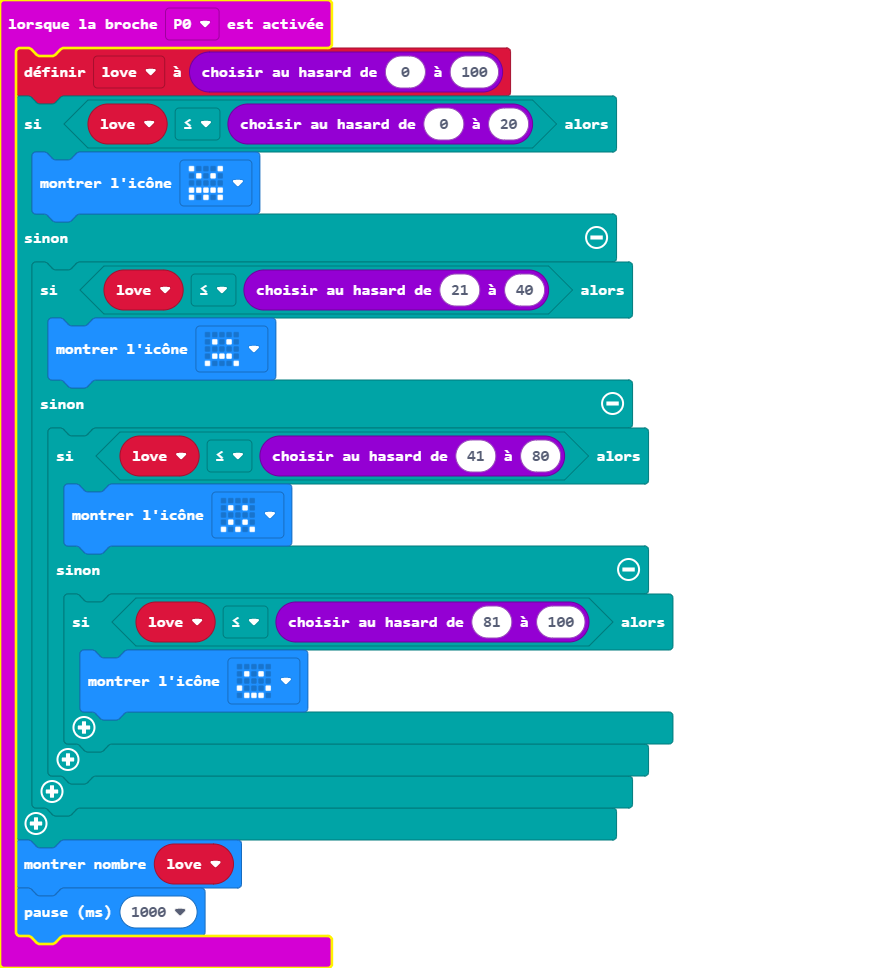 lorsque la broche P0 est activée
définir love à choisir au hasard de 0 à 100
si love ≤ choisir au hasard de 0 à 20 alors
montrer l'icône
sinon
si love ≤ choisir au hasard de 21 à 40 alors
montrer l'icône
sinon
si love ≤ choisir au hasard de 41 à 80 alors
montrer l'icône
sinon
si love ≤ choisir au hasard de 81 à 100 alors
montrer l'icône
montrer nombre love
pause (ms) 1000